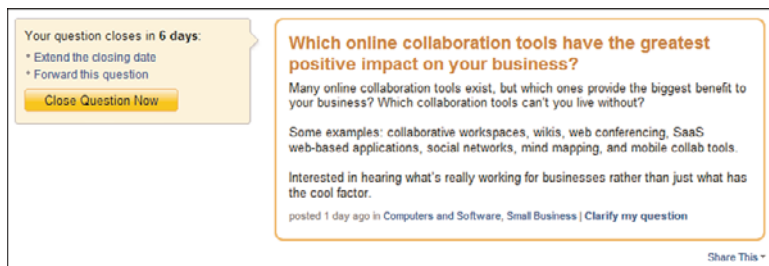 Your question closes in 6 days:
* Extend the closing date
* Forward this question
Close Question Now
Which online collaboration tools have the greatest
positive impact on your business?
Many online collaboration tools exist, but which ones provide the biggest benefit to
your business? Which collaboration tools can't you live without?
Some examples: collaborative workspaces, wikis, web conferencing, SaaS
web-based applications, social networks, mind mapping, and mobile collab tools.
Interested in hearing what's really working for businesses rather than just what has
the cool factor.
posted 1 day ago in Computers and Software, Small Business | Clarify my question
Share This